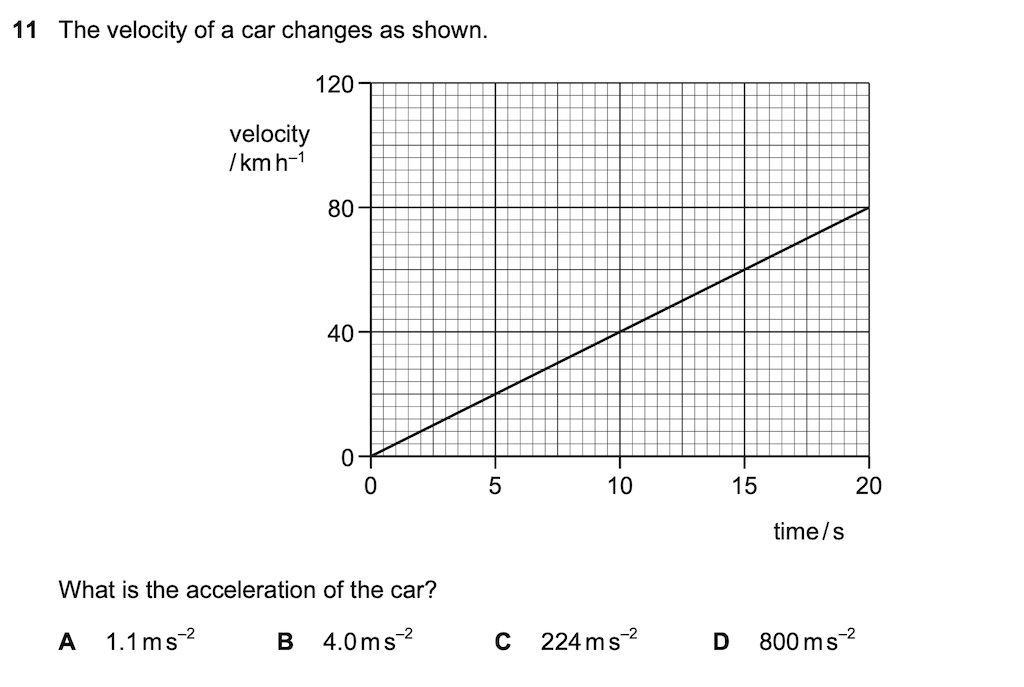 11 The velocity of a car changes as shown.
120
velocity
/ km h⁻¹
80
40
0
0 5 10 15 20
time / s
What is the acceleration of the car?
A 1.1 m s⁻² B 4.0 m s⁻² C 224 m s⁻² D 800 m s⁻²